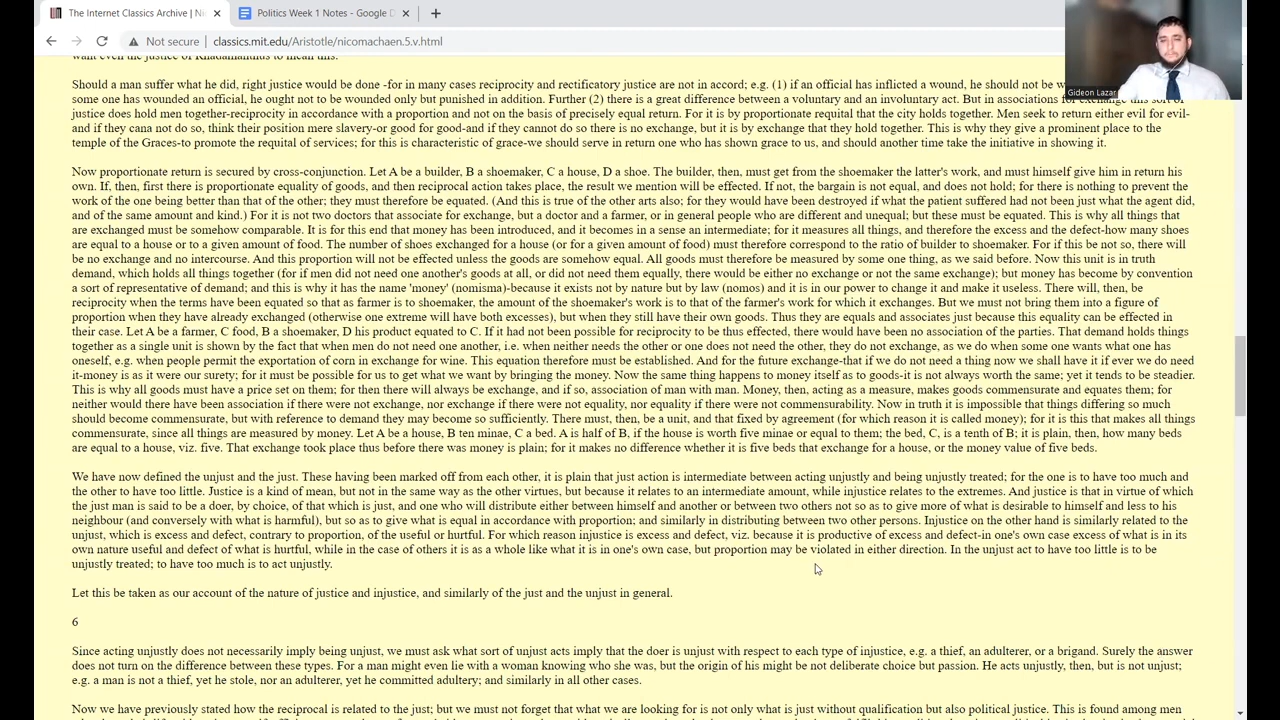 The Internet Classics Archive | Ni
Politics Week 1 Notes - Google D
Not secure
classics.mit.edu/Aristotle/nicomachaen.5.v.html
Gideon Lazar
want even the justice of Rhadamanthus to mean this.
Should a man suffer what he did, right justice would be done -for in many cases reciprocity and rectificatory justice are not in accord; e.g. (1) if an official has inflicted a wound, he should not be w
some one has wounded an official, he ought not to be wounded only but punished in addition. Further (2) there is a great difference between a voluntary and an involuntary act. But in associations for exchange this sort of
justice does hold men together-reciprocity in accordance with a proportion and not on the basis of precisely equal return. For it is by proportionate requital that the city holds together. Men seek to return either evil for evil-
and if they cana not do so, think their position mere slavery-or good for good-and if they cannot do so there is no exchange, but it is by exchange that they hold together. This is why they give a prominent place to the
temple of the Graces-to promote the requital of services; for this is characteristic of grace-we should serve in return one who has shown grace to us, and should another time take the initiative in showing it.
Now proportionate return is secured by cross-conjunction. Let A be a builder, B a shoemaker, C a house, D a shoe. The builder, then, must get from the shoemaker the latter's work, and must himself give him in return his
own. If, then, first there is proportionate equality of goods, and then reciprocal action takes place, the result we mention will be effected. If not, the bargain is not equal, and does not hold; for there is nothing to prevent the
work of the one being better than that of the other; they must therefore be equated. (And this is true of the other arts also; for they would have been destroyed if what the patient suffered had not been just what the agent did,
and of the same amount and kind.) For it is not two doctors that associate for exchange, but a doctor and a farmer, or in general people who are different and unequal; but these must be equated. This is why all things that
are exchanged must be somehow comparable. It is for this end that money has been introduced, and it becomes in a sense an intermediate; for it measures all things, and therefore the excess and the defect-how many shoes
are equal to a house or to a given amount of food. The number of shoes exchanged for a house (or for a given amount of food) must therefore correspond to the ratio of builder to shoemaker. For if this be not so, there will
be no exchange and no intercourse. And this proportion will not be effected unless the goods are somehow equal. All goods must therefore be measured by some one thing, as we said before. Now this unit is in truth
demand, which holds all things together (for if men did not need one another's goods at all, or did not need them equally, there would be either no exchange or not the same exchange); but money has become by convention
a sort of representative of demand; and this is why it has the name 'money' (nomisma)-because it exists not by nature but by law (nomos) and it is in our power to change it and make it useless. There will, then, be
reciprocity when the terms have been equated so that as farmer is to shoemaker, the amount of the shoemaker's work is to that of the farmer's work for which it exchanges. But we must not bring them into a figure of
proportion when they have already exchanged (otherwise one extreme will have both excesses), but when they still have their own goods. Thus they are equals and associates just because this equality can be effected in
their case. Let A be a farmer, C food, B a shoemaker, D his product equated to C. If it had not been possible for reciprocity to be thus effected, there would have been no association of the parties. That demand holds things
together as a single unit is shown by the fact that when men do not need one another, i.e. when neither needs the other or one does not need the other, they do not exchange, as we do when some one wants what one has
oneself, e.g. when people permit the exportation of corn in exchange for wine. This equation therefore must be established. And for the future exchange-that if we do not need a thing now we shall have it if ever we do need
it-money is as it were our surety; for it must be possible for us to get what we want by bringing the money. Now the same thing happens to money itself as to goods-it is not always worth the same; yet it tends to be steadier.
This is why all goods must have a price set on them; for then there will always be exchange, and if so, association of man with man. Money, then, acting as a measure, makes goods commensurate and equates them; for
neither would there have been association if there were not exchange, nor exchange if there were not equality, nor equality if there were not commensurability. Now in truth it is impossible that things differing so much
should become commensurate, but with reference to demand they may become so sufficiently. There must, then, be a unit, and that fixed by agreement (for which reason it is called money); for it is this that makes all things
commensurate, since all things are measured by money. Let A be a house, B ten minae, C a bed. A is half of B, if the house is worth five minae or equal to them; the bed, C, is a tenth of B; it is plain, then, how many beds
are equal to a house, viz. five. That exchange took place thus before there was money is plain; for it makes no difference whether it is five beds that exchange for a house, or the money value of five beds.
We have now defined the unjust and the just. These having been marked off from each other, it is plain that just action is intermediate between acting unjustly and being unjustly treated; for the one is to have too much and
the other to have too little. Justice is a kind of mean, but not in the same way as the other virtues, but because it relates to an intermediate amount, while injustice relates to the extremes. And justice is that in virtue of which
the just man is said to be a doer, by choice, of that which is just, and one who will distribute either between himself and another or between two others not so as to give more of what is desirable to himself and less to his
neighbour (and conversely with what is harmful), but so as to give what is equal in accordance with proportion; and similarly in distributing between two other persons. Injustice on the other hand is similarly related to the
unjust, which is excess and defect, contrary to proportion, of the useful or hurtful. For which reason injustice is excess and defect, viz. because it is productive of excess and defect-in one's own case excess of what is in its
own nature useful and defect of what is hurtful, while in the case of others it is as a whole like what it is in one's own case, but proportion may be violated in either direction. In the unjust act to have too little is to be
unjustly treated; to have too much is to act unjustly.
Let this be taken as our account of the nature of justice and injustice, and similarly of the just and the unjust in general.
6
Since acting unjustly does not necessarily imply being unjust, we must ask what sort of unjust acts imply that the doer is unjust with respect to each type of injustice, e.g. a thief, an adulterer, or a brigand. Surely the answer
does not turn on the difference between these types. For a man might even lie with a woman knowing who she was, but the origin of his might be not deliberate choice but passion. He acts unjustly, then, but is not unjust;
e.g. a man is not a thief, yet he stole, nor an adulterer, yet he committed adultery; and similarly in all other cases.
Now we have previously stated how the reciprocal is related to the just; but we must not forget that what we are looking for is not only what is just without qualification but also political justice. This is found among men